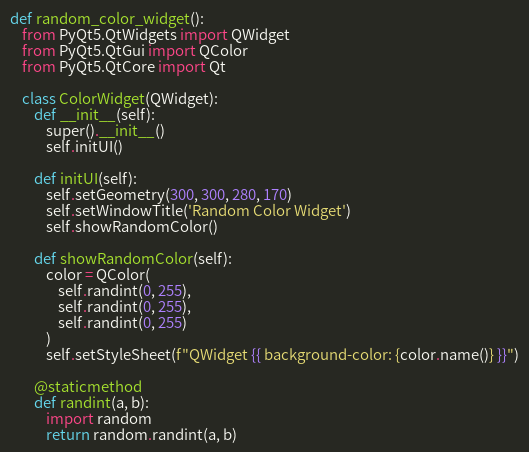 def random_color_widget():
    from PyQt5.QtWidgets import QWidget
    from PyQt5.QtGui import QColor
    from PyQt5.QtCore import Qt

    class ColorWidget(QWidget):
        def __init__(self):
            super().__init__()
            self.initUI()

        def initUI(self):
            self.setGeometry(300, 300, 280, 170)
            self.setWindowTitle('Random Color Widget')
            self.showRandomColor()

        def showRandomColor(self):
            color = QColor(
                self.randint(0, 255),
                self.randint(0, 255),
                self.randint(0, 255)
            )
            self.setStyleSheet(f"QWidget {{ background-color: {color.name()} }}")

        @staticmethod
        def randint(a, b):
            import random
            return random.randint(a, b)